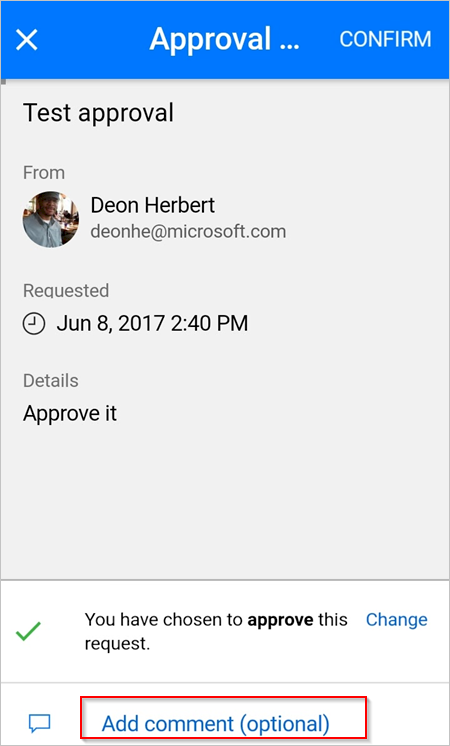 Approval ... CONFIRM
Test approval
From
Deon Herbert
deonhe@microsoft.com
Requested
Jun 8, 2017 2:40 PM
Details
Approve it
You have chosen to approve this Change
request.
Add comment (optional)